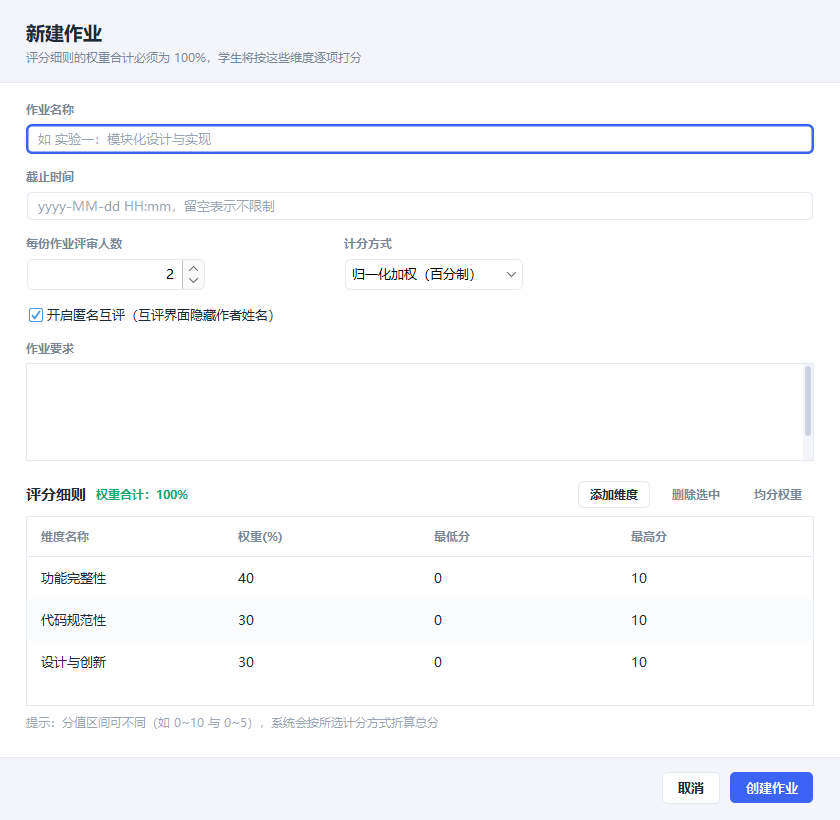 新建作业
评分细则的权重合计必须为 100%，学生将按这些维度逐项打分
作业名称
如 实验一：模块化设计与实现
截止时间
yyyy-MM-dd HH:mm，留空表示不限制
每份作业评审人数 计分方式
2 归一化加权（百分制）
开启匿名互评（互评界面隐藏作者姓名）
作业要求
评分细则 权重合计：100% 添加维度 删除选中 均分权重
维度名称 权重(%) 最低分 最高分
功能完整性 40 0 10
代码规范性 30 0 10
设计与创新 30 0 10
提示：分值区间可不同（如 0~10 与 0~5），系统会按所选计分方式折算总分
取消 创建作业